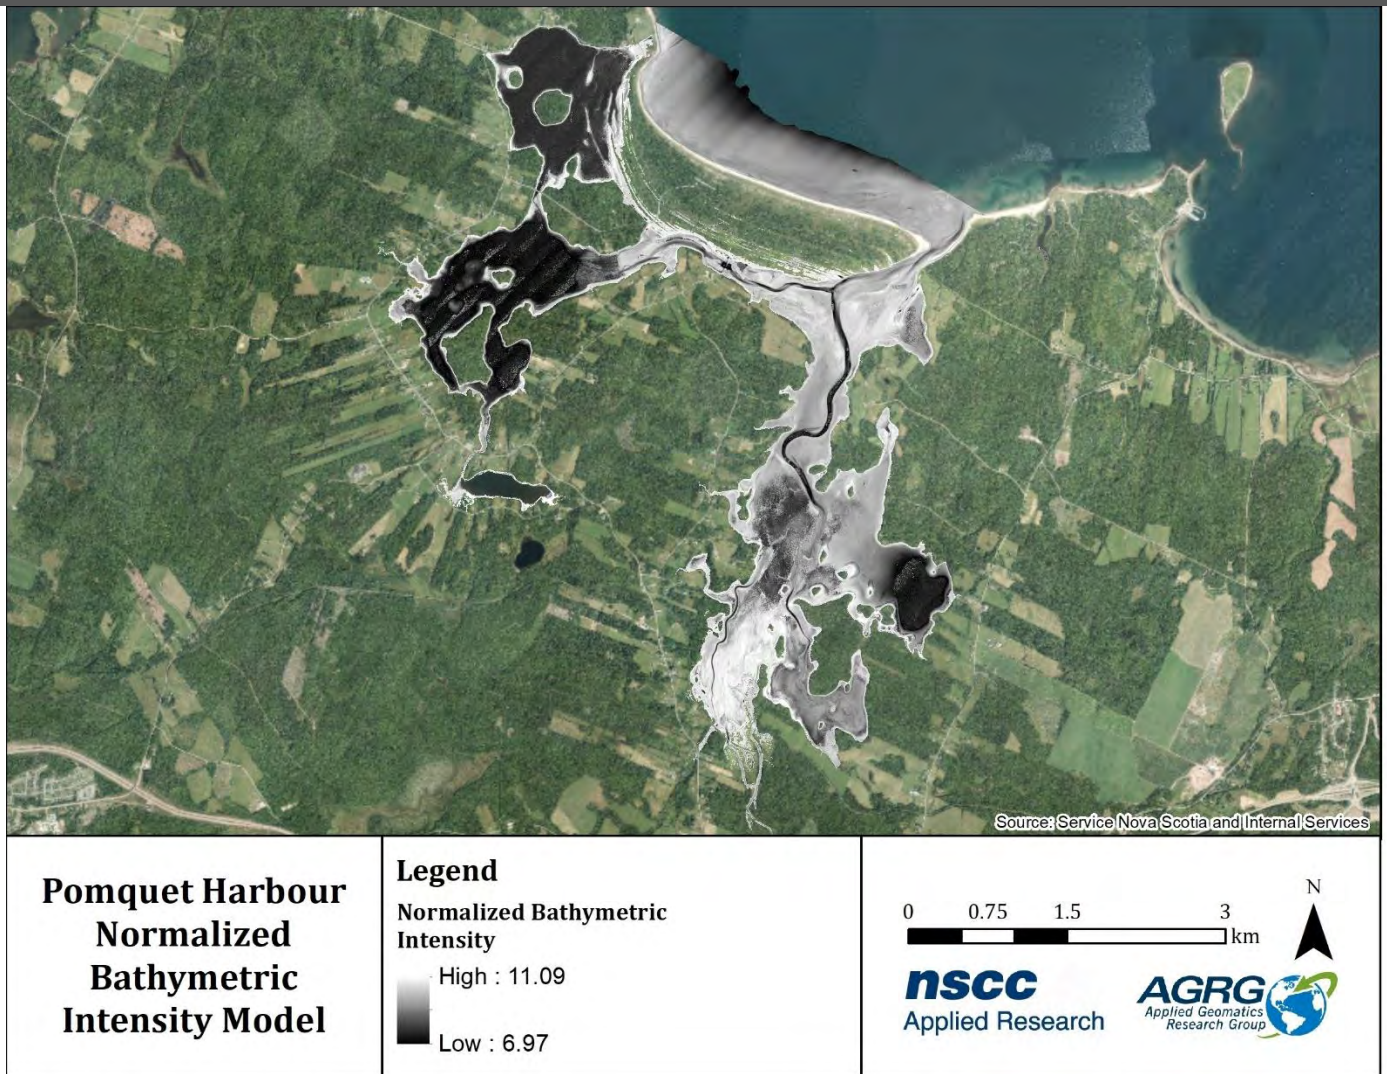 Source: Service Nova Scotia and Internal Services
Pomquet Harbour
Normalized
Bathymetric
Intensity Model
Legend
Normalized Bathymetric
Intensity
High : 11.09
Low : 6.97
0 0.75 1.5 3
km
N
nscc
Applied Research
AGRG
Applied Geomatics
Research Group